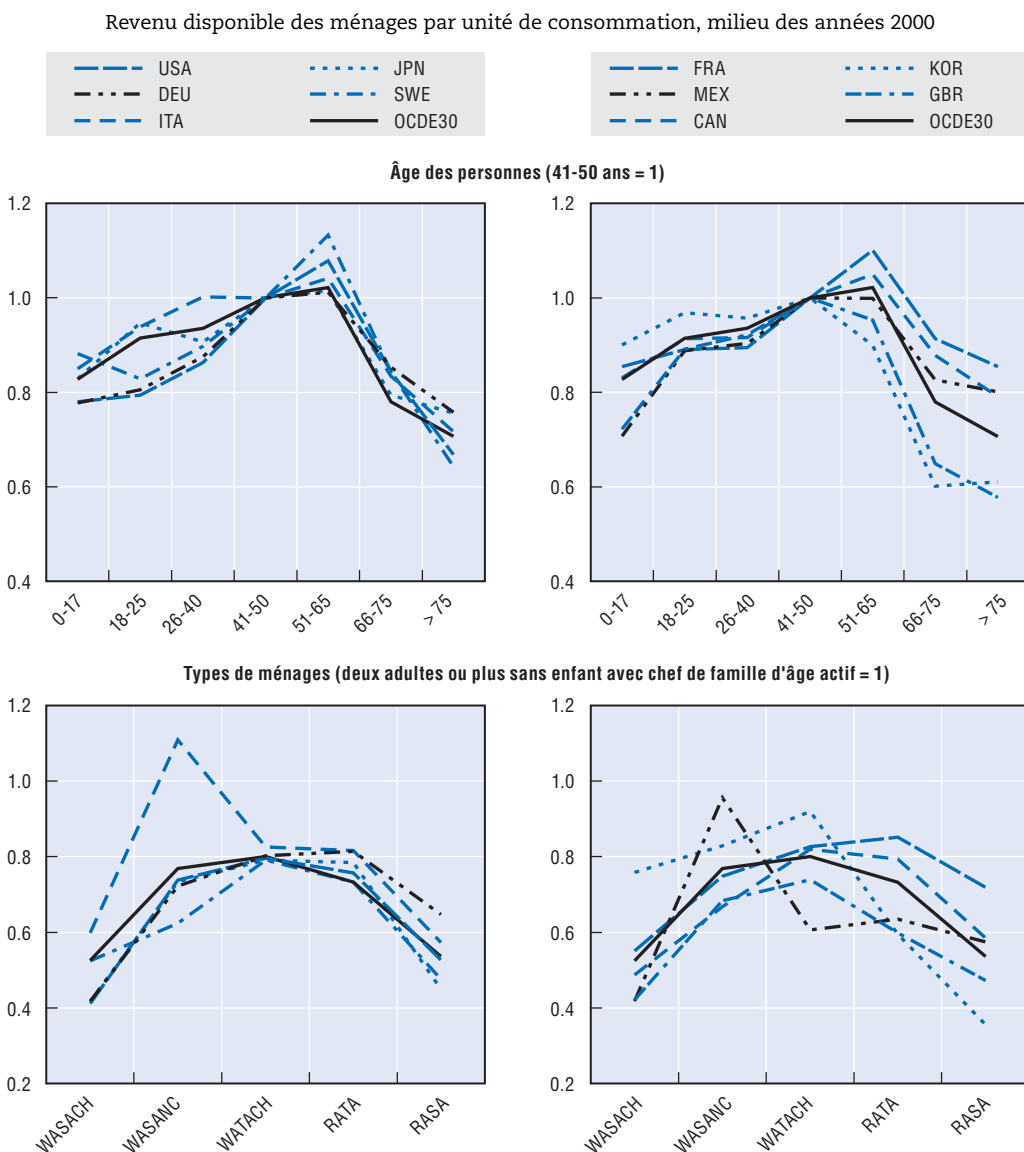 Revenu disponible des ménages par unité de consommation, milieu des années 2000
USA JPN
DEU SWE
ITA OCDE30
FRA KOR
MEX GBR
CAN OCDE30
Âge des personnes (41-50 ans = 1)
1.2
1.0
0.8
0.6
0.4
0-17 18-25 26-40 41-50 51-65 66-75 > 75
1.2
1.0
0.8
0.6
0.4
0-17 18-25 26-40 41-50 51-65 66-75 > 75
Types de ménages (deux adultes ou plus sans enfant avec chef de famille d'âge actif = 1)
1.2
1.0
0.8
0.6
0.4
0.2
WASACH WASANC WATACH RATA RASA
1.2
1.0
0.8
0.6
0.4
0.2
WASACH WASANC WATACH RATA RASA